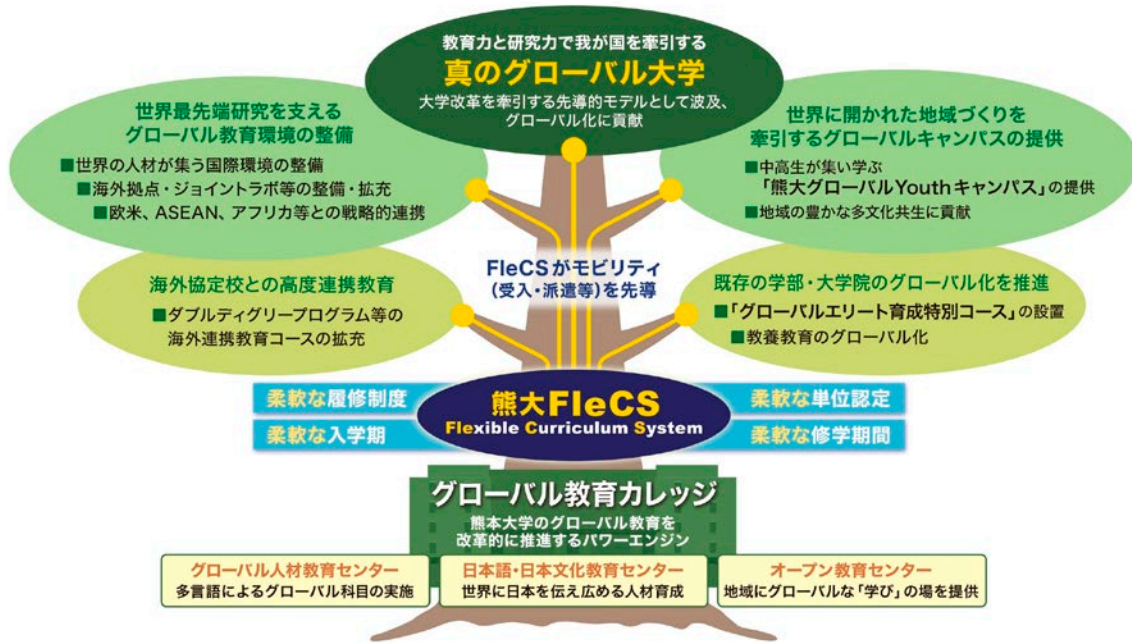 教育力と研究力で我が国を牽引する
真のグローバル大学
大学改革を牽引する先導的モデルとして波及、
グローバル化に貢献
世界最先端研究を支える
グローバル教育環境の整備
■世界の人材が集う国際環境の整備
■海外拠点・ジョイントラボ等の整備・拡充
■欧米、ASEAN、アフリカ等との戦略的連携
世界に開かれた地域づくりを
牽引するグローバルキャンパスの提供
■中高生が集い学ぶ
「熊大グローバルYouthキャンパス」の提供
■地域の豊かな多文化共生に貢献
海外協定校との高度連携教育
■ダブルディグリープログラム等の
海外連携教育コースの拡充
FleCSがモビリティ
(受入・派遣等)を先導
既存の学部・大学院のグローバル化を推進
■「グローバルエリート育成特別コース」の設置
■教養教育のグローバル化
柔軟な履修制度
柔軟な入学期
熊大FleCS
Flexible Curriculum System
柔軟な単位認定
柔軟な修学期間
グローバル教育カレッジ
熊本大学のグローバル教育を
改革的に推進するパワーエンジン
グローバル人材教育センター
多言語によるグローバル科目の実施
日本語・日本文化教育センター
世界に日本を伝え広める人材育成
オープン教育センター
地域にグローバルな「学び」の場を提供